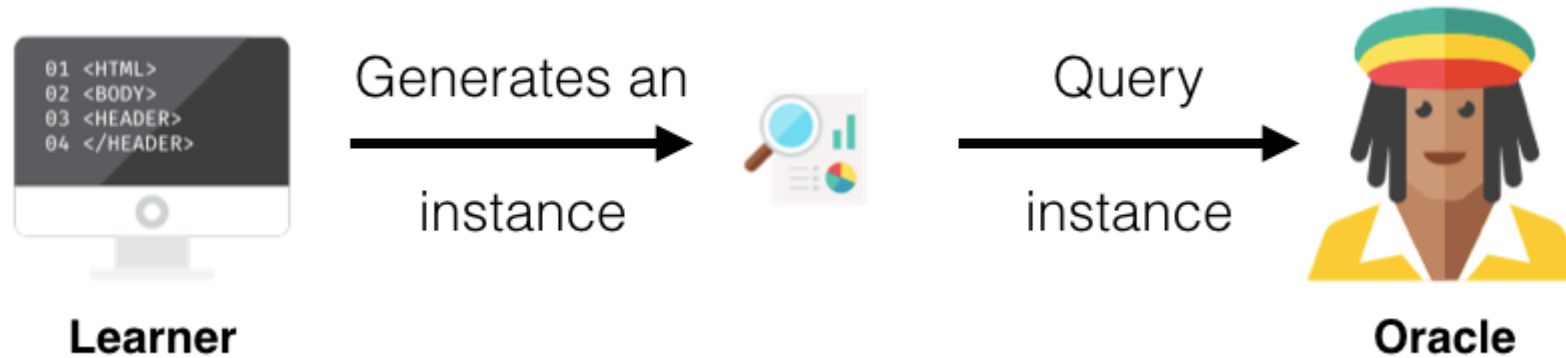 01 <HTML>
02 <BODY>
03 <HEADER>
04 </HEADER>
Generates an
instance
Query
instance
Learner
Oracle